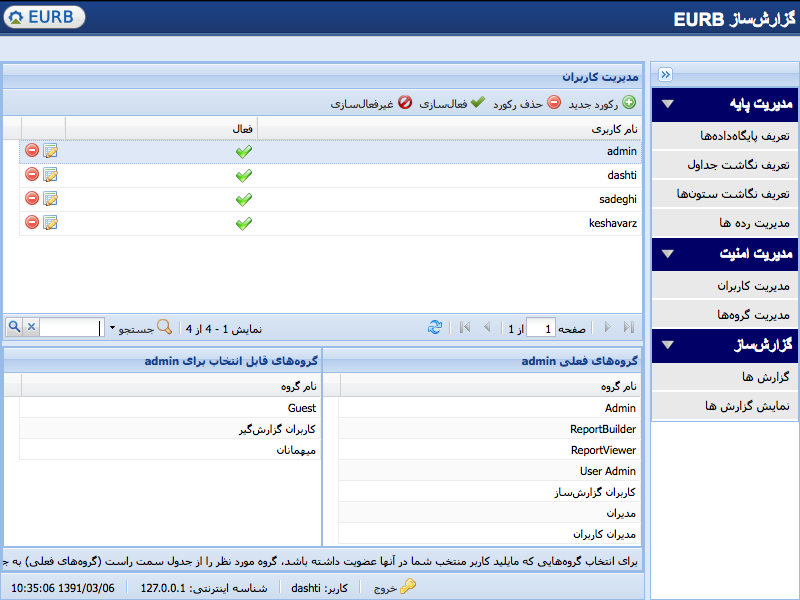 گزارش‌ساز EURB
EURB
مدیریت پایه
تعریف پایگاه‌داده‌ها
تعریف نگاشت جداول
تعریف نگاشت ستون‌ها
مدیریت رده ها
مدیریت امنیت
مدیریت کاربران
مدیریت گروه‌ها
گزارش‌ساز
گزارش ها
نمایش گزارش ها
مدیریت کاربران
رکورد جدید حذف رکورد فعال‌سازی غیرفعال‌سازی
نام کاربری فعال
admin
dashti
sadeghi
keshavarz
صفحه 1 از 1 نمایش 1 - 4 از 4 جستجو
گروه‌های فعلی admin
نام گروه
Admin
ReportBuilder
ReportViewer
User Admin
کاربران گزارش‌ساز
مدیران
مدیران کاربران
گروه‌های قابل انتخاب برای admin
نام گروه
Guest
کاربران گزارش‌گیر
میهمانان
برای انتخاب گروه‌هایی که مایلید کاربر منتخب شما در آنها عضویت داشته باشد، گروه مورد نظر را از جدول سمت راست (گروه‌های فعلی) به ج
خروج کاربر: dashti شناسه اینترنتی: 127.0.0.1 1391/03/06 10:35:06